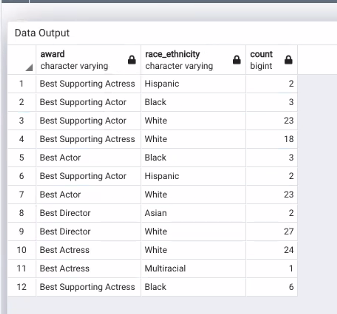 Data Output
award race_ethnicity count
character varying character varying bigint
1 Best Supporting Actress Hispanic 2
2 Best Supporting Actor Black 3
3 Best Supporting Actor White 23
4 Best Supporting Actress White 18
5 Best Actor Black 3
6 Best Supporting Actor Hispanic 2
7 Best Actor White 23
8 Best Director Asian 2
9 Best Director White 27
10 Best Actress White 24
11 Best Actress Multiracial 1
12 Best Supporting Actress Black 6